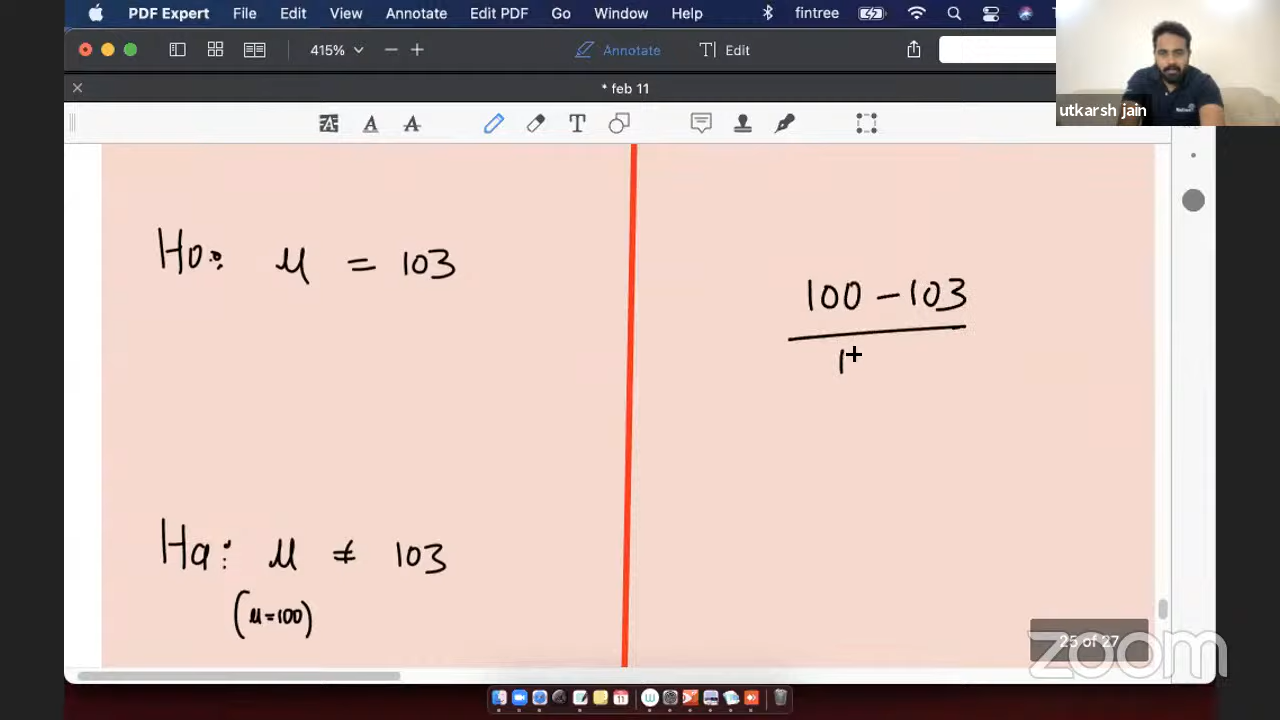 PDF Expert File Edit View Annotate Edit PDF Go Window Help fintree
415% Annotate T Edit
utkarsh jain
* feb 11
Ho: μ = 103
100 - 103
1
Ha: μ ≠ 103
(μ=100)
25 of 27
zoom